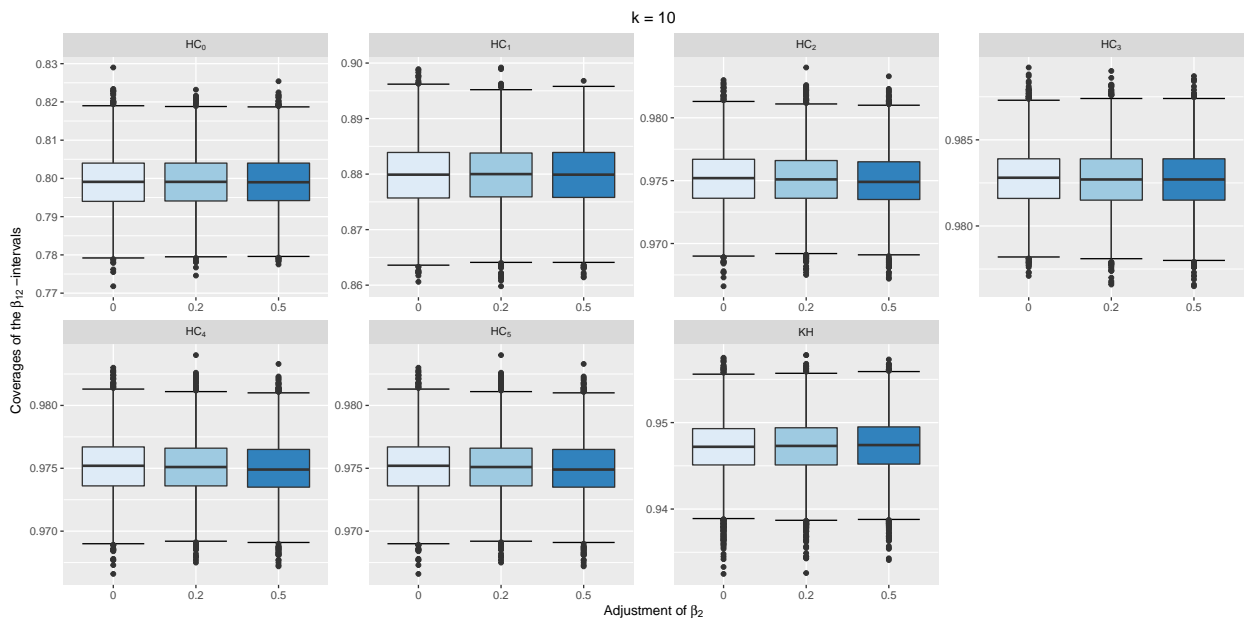 k = 10
HC₀
HC₁
HC₂
HC₃
0.83
0.82
0.81
0.80
0.79
0.78
0.77
0.90
0.89
0.88
0.87
0.86
0.980
0.975
0.970
0.985
0.980
0 0.2 0.5
0 0.2 0.5
0 0.2 0.5
0 0.2 0.5
HC₄
HC₅
KH
0.980
0.975
0.970
0.980
0.975
0.970
0.95
0.94
0 0.2 0.5
0 0.2 0.5
0 0.2 0.5
Coverages of the β₁₂ −intervals
Adjustment of β₂